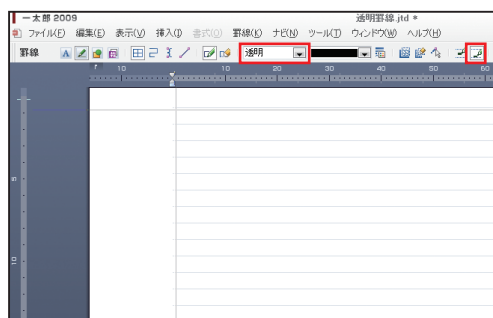 一太郎 2009 透明罫線.jtd *
ファイル(F) 編集(E) 表示(V) 挿入(I) 書式(O) 罫線(K) ナビ(N) ツール(T) ウィンドウ(W) ヘルプ(H)
罫線 透明
10 10 20 30 40 50 60
5
10